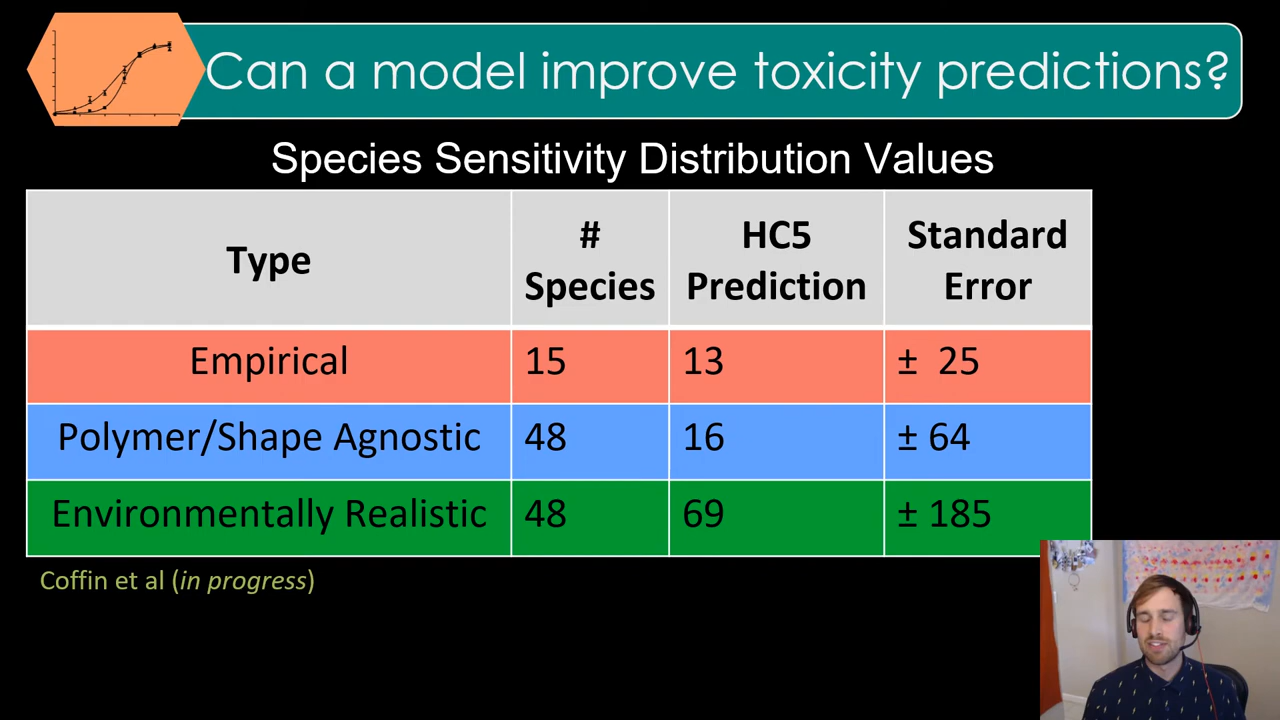 Can a model improve toxicity predictions?
Species Sensitivity Distribution Values
Type # Species HC5 Prediction Standard Error
Empirical 15 13 ± 25
Polymer/Shape Agnostic 48 16 ± 64
Environmentally Realistic 48 69 ± 185
Coffin et al (in progress)